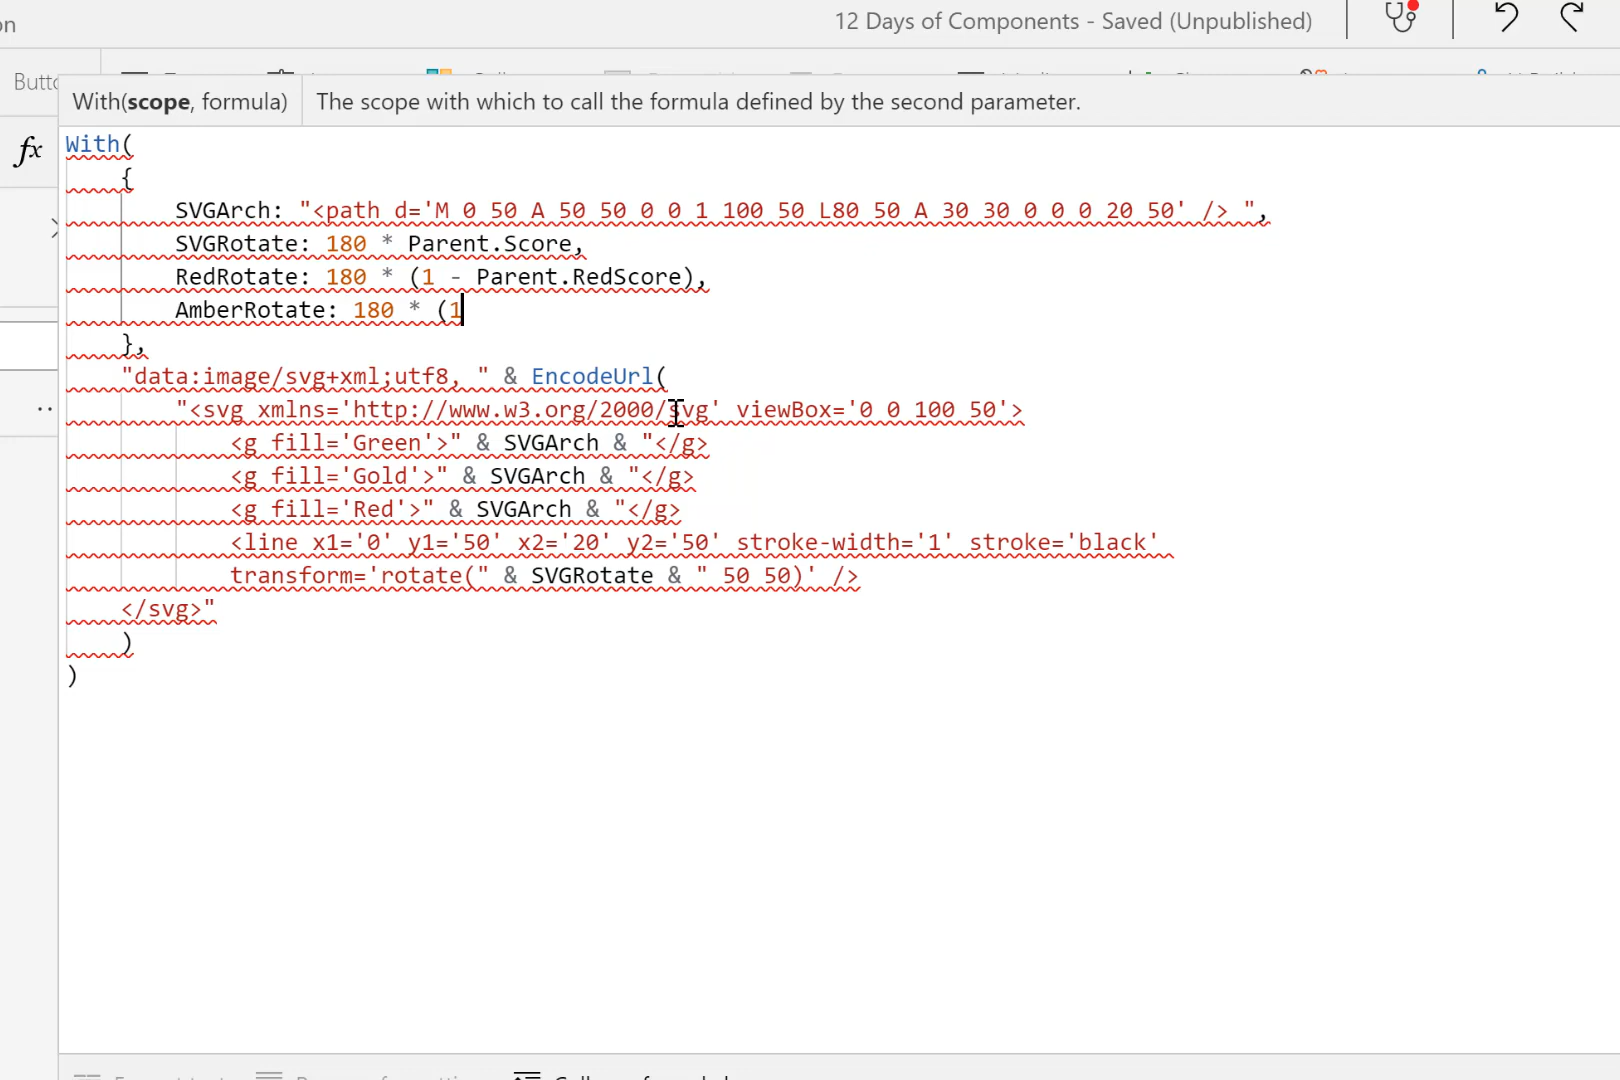 on
12 Days of Components - Saved (Unpublished)
With(scope, formula) The scope with which to call the formula defined by the second parameter.
fx
With(
{
SVGArch: "<path d='M 0 50 A 50 50 0 0 1 100 50 L80 50 A 30 30 0 0 0 20 50' /> ",
SVGRotate: 180 * Parent.Score,
RedRotate: 180 * (1 - Parent.RedScore),
AmberRotate: 180 * (1
},
"data:image/svg+xml;utf8, " & EncodeUrl(
"<svg xmlns='http://www.w3.org/2000/svg' viewBox='0 0 100 50'>
<g fill='Green'>" & SVGArch & "</g>
<g fill='Gold'>" & SVGArch & "</g>
<g fill='Red'>" & SVGArch & "</g>
<line x1='0' y1='50' x2='20' y2='50' stroke-width='1' stroke='black'
transform='rotate(" & SVGRotate & " 50 50)' />
</svg>"
)
)